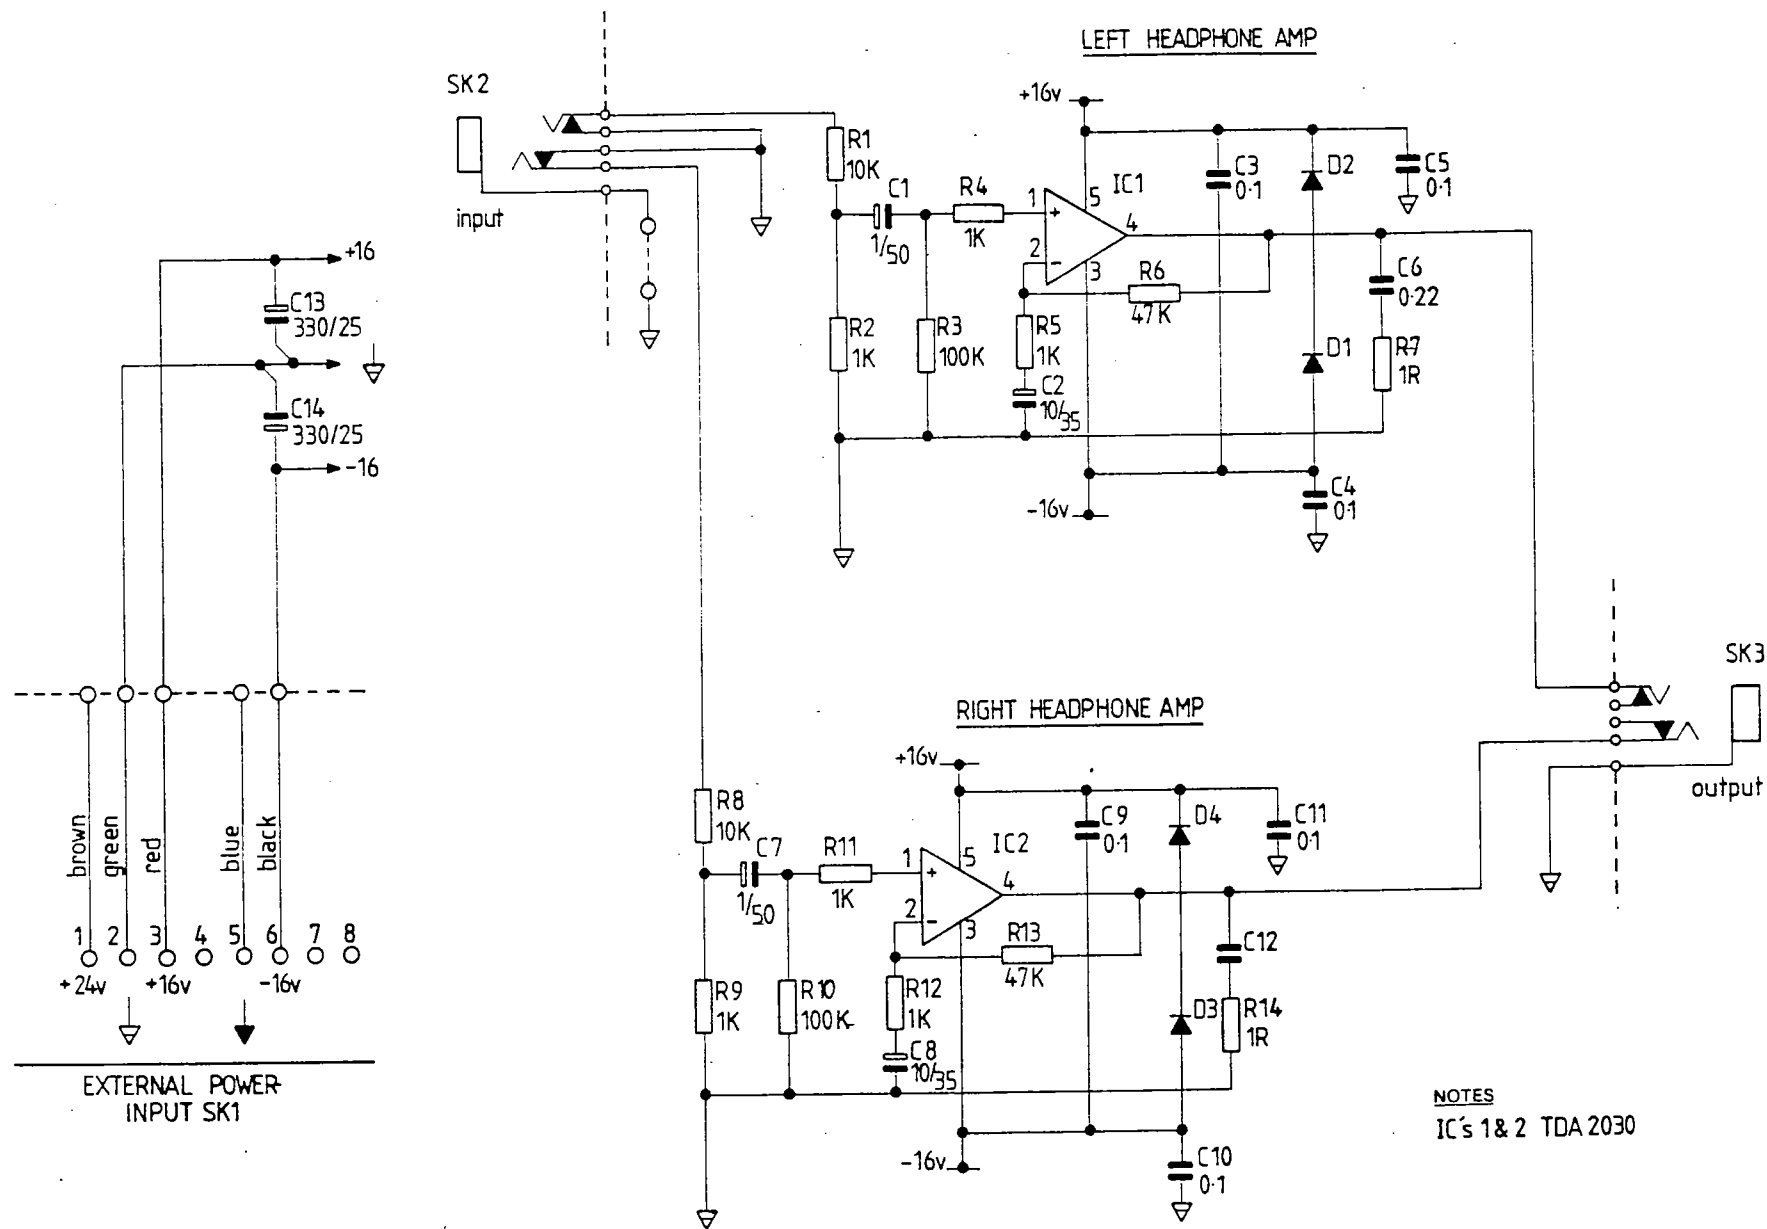 LEFT HEADPHONE AMP
SK2
input
+16v
R1
10K
C1
1/50
R4
1K
R2
1K
R3
100K
1
+
2
-
5
4
3
IC1
R5
1K
C2
10/35
R6
47K
C3
0·1
D2
D1
C5
0·1
C6
0·22
R7
1R
C4
0·1
-16v
+16
C13
330/25
C14
330/25
-16
brown
green
red
blue
black
1
2
3
4
5
6
7
8
+24v
+16v
-16v
EXTERNAL POWER
INPUT SK1
RIGHT HEADPHONE AMP
+16v
R8
10K
C7
1/50
R11
1K
R9
1K
R10
100K
1
+
2
-
5
4
3
IC2
R12
1K
C8
10/35
R13
47K
C9
0·1
D4
D3
C11
0·1
C12
R14
1R
C10
0·1
-16v
SK3
output
NOTES
IC's 1 & 2 TDA 2030